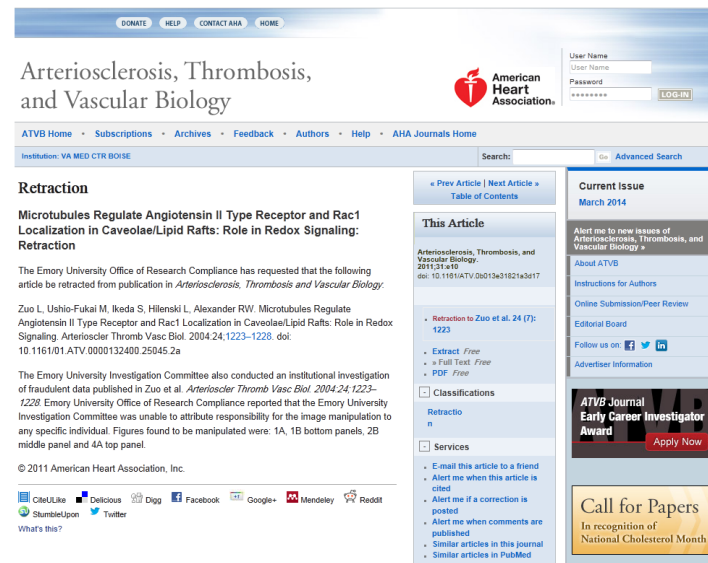 DONATE HELP CONTACT AHA HOME
Arteriosclerosis, Thrombosis,
and Vascular Biology
American
Heart
Association®
User Name
User Name
Password
••••••••
LOG-IN
ATVB Home • Subscriptions • Archives • Feedback • Authors • Help • AHA Journals Home
Institution: VA MED CTR BOISE
Search: Go Advanced Search
Retraction
Microtubules Regulate Angiotensin II Type Receptor and Rac1
Localization in Caveolae/Lipid Rafts: Role in Redox Signaling:
Retraction
The Emory University Office of Research Compliance has requested that the following
article be retracted from publication in Arteriosclerosis, Thrombosis and Vascular Biology.
Zuo L, Ushio-Fukai M, Ikeda S, Hilenski L, Alexander RW. Microtubules Regulate
Angiotensin II Type Receptor and Rac1 Localization in Caveolae/Lipid Rafts: Role in Redox
Signaling. Arterioscler Thromb Vasc Biol. 2004:24;1223–1228. doi:
10.1161/01.ATV.0000132400.25045.2a
The Emory University Investigation Committee also conducted an institutional investigation
of fraudulent data published in Zuo et al. Arterioscler Thromb Vasc Biol. 2004:24;1223–
1228. Emory University Office of Research Compliance reported that the Emory University
Investigation Committee was unable to attribute responsibility for the image manipulation to
any specific individual. Figures found to be manipulated were: 1A, 1B bottom panels, 2B
middle panel and 4A top panel.
© 2011 American Heart Association, Inc.
CiteULike Delicious Digg Facebook Google+ Mendeley Reddit
StumbleUpon Twitter
What's this?
« Prev Article | Next Article »
Table of Contents
This Article
Arteriosclerosis, Thrombosis, and
Vascular Biology.
2011;31:e10
doi: 10.1161/ATV.0b013e31821a3d17
Retraction to Zuo et al. 24 (7):
1223
Extract Free
» Full Text Free
PDF Free
- Classifications
Retractio
n
- Services
E-mail this article to a friend
Alert me when this article is
cited
Alert me if a correction is
posted
Alert me when comments are
published
Similar articles in this journal
Similar articles in PubMed
Current Issue
March 2014
Alert me to new issues of
Arteriosclerosis, Thrombosis, and
Vascular Biology »
About ATVB
Instructions for Authors
Online Submission/Peer Review
Editorial Board
Follow us on:
Advertiser Information
ATVB Journal
Early Career Investigator
Award
Apply Now
Call for Papers
In recognition of
National Cholesterol Month